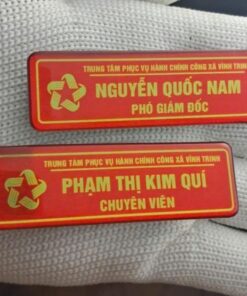 TRUNG TÂM PHỤC VỤ HÀNH CHÍNH CÔNG XÃ VĨNH TRINH
NGUYỄN QUỐC NAM
PHÓ GIÁM ĐỐC
TRUNG TÂM PHỤC VỤ HÀNH CHÍNH CÔNG XÃ VĨNH TRINH
PHẠM THỊ KIM QUÍ
CHUYÊN VIÊN